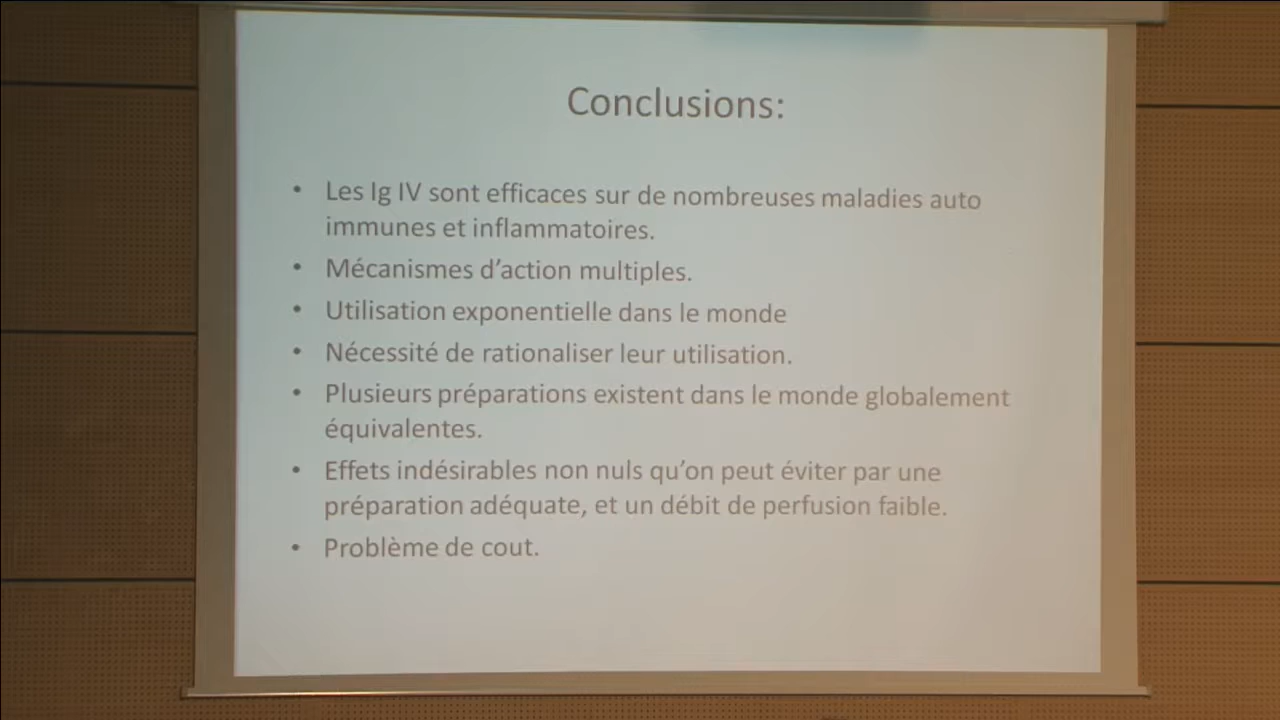 Conclusions:
• Les Ig IV sont efficaces sur de nombreuses maladies auto
immunes et inflammatoires.
• Mécanismes d’action multiples.
• Utilisation exponentielle dans le monde
• Nécessité de rationaliser leur utilisation.
• Plusieurs préparations existent dans le monde globalement
équivalentes.
• Effets indésirables non nuls qu’on peut éviter par une
préparation adéquate, et un débit de perfusion faible.
• Problème de cout.